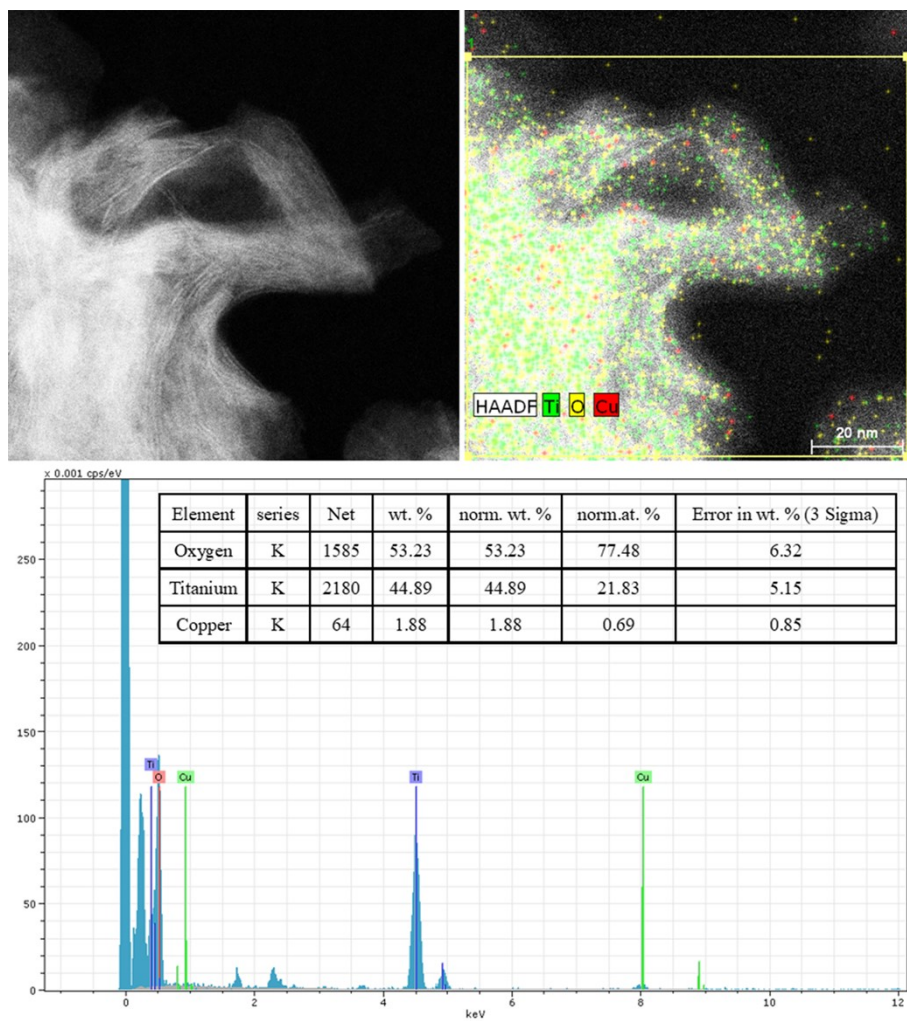 HAADF Ti O Cu
20 nm
x 0.001 cps/eV
Element series Net wt. % norm. wt. % norm.at. % Error in wt. % (3 Sigma)
Oxygen K 1585 53.23 53.23 77.48 6.32
Titanium K 2180 44.89 44.89 21.83 5.15
Copper K 64 1.88 1.88 0.69 0.85
250
200
150
Ti O Cu Ti Cu
100
50
0
0 2 4 6 8 10 12
keV